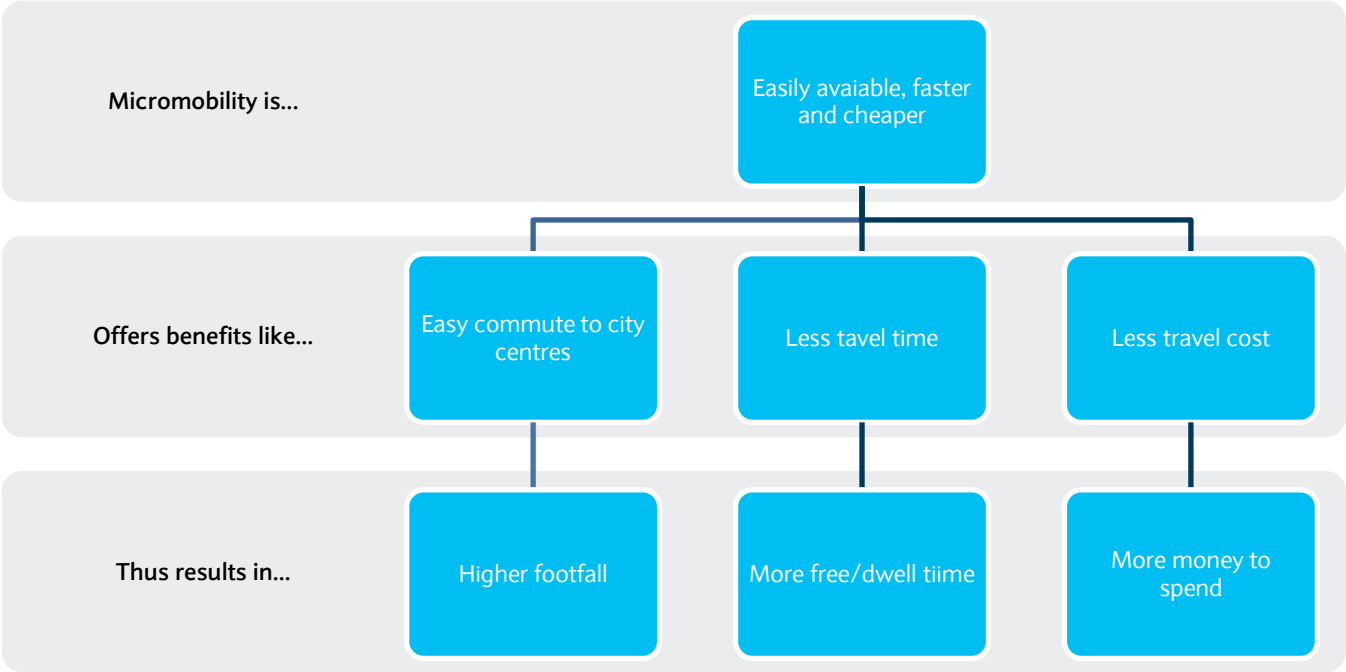 Micromobility is...
Easily avaiable, faster
and cheaper
Offers benefits like...
Easy commute to city
centres
Less tavel time
Less travel cost
Thus results in...
Higher footfall
More free/dwell tiime
More money to
spend